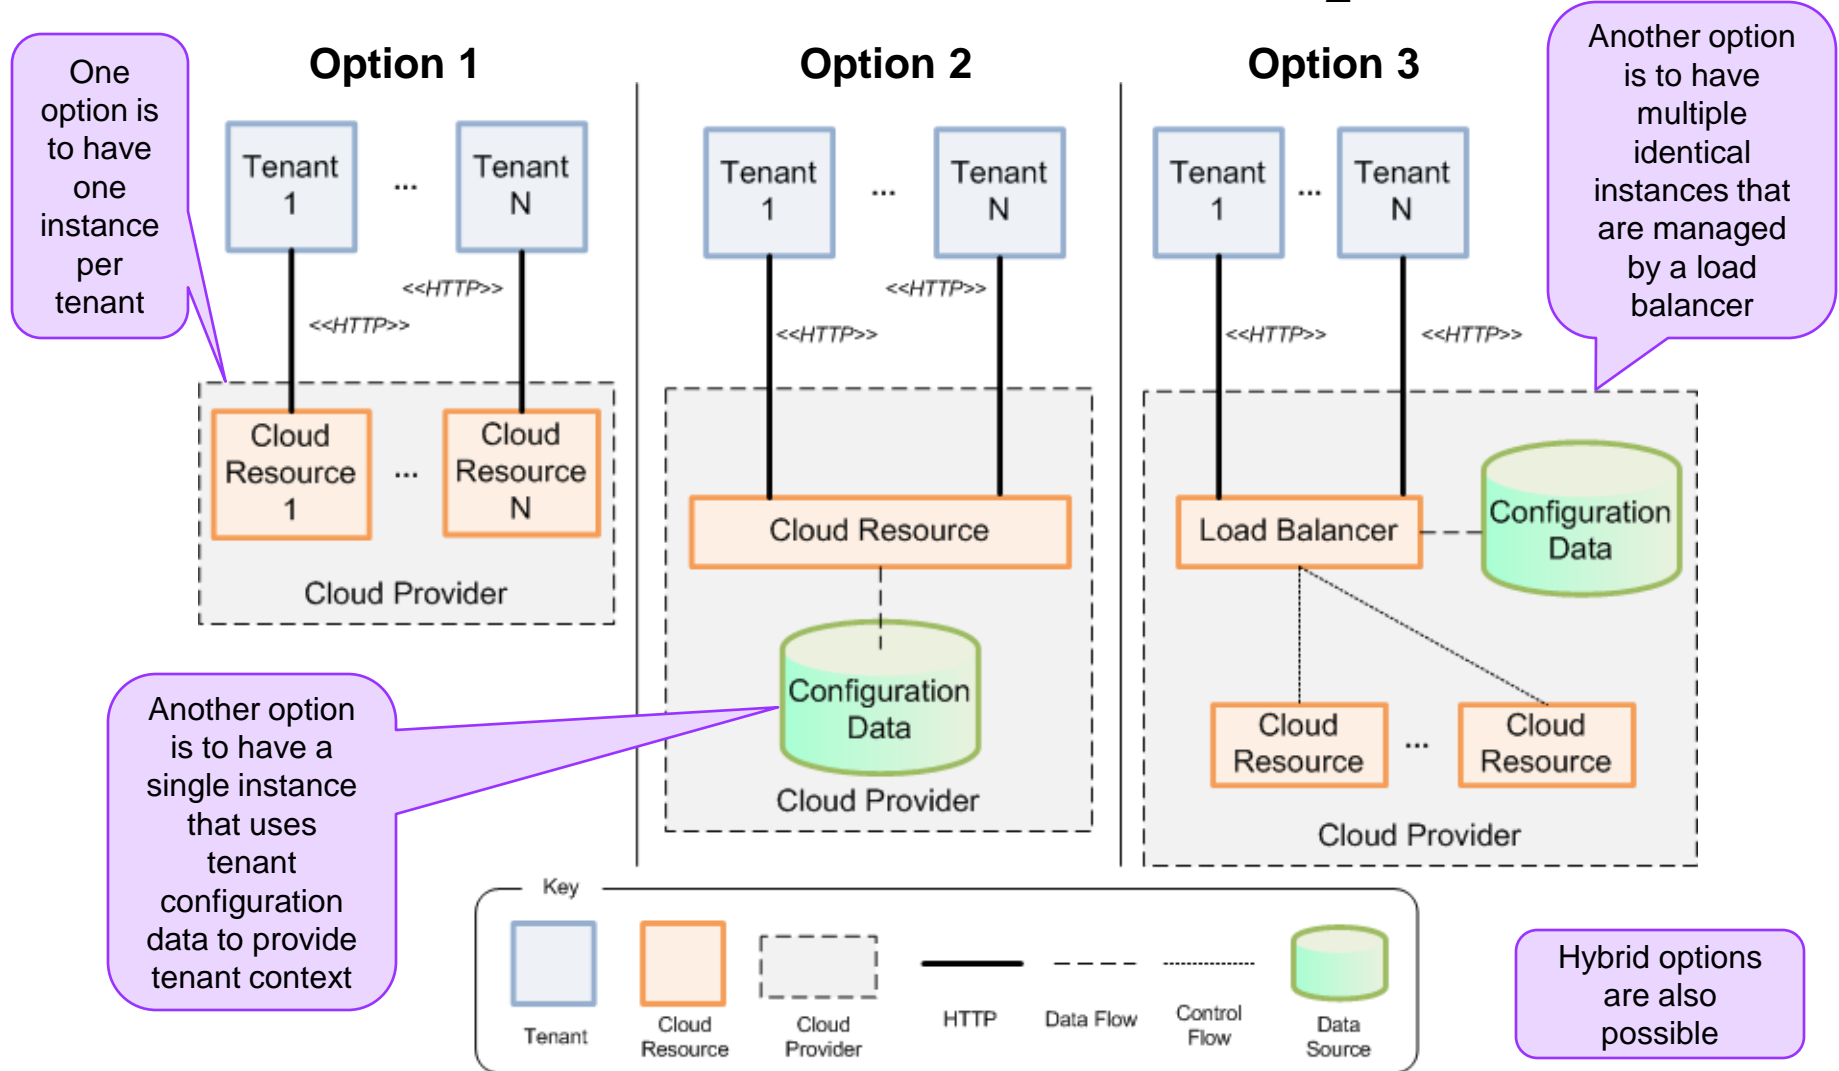 Option 1
Option 2
Option 3
One
option is
to have
one
instance
per
tenant
Another option
is to have
multiple
identical
instances that
are managed
by a load
balancer
Tenant
1
...
Tenant
N
<<HTTP>>
<<HTTP>>
Cloud
Resource
1
...
Cloud
Resource
N
Cloud Provider
Tenant
1
...
Tenant
N
<<HTTP>>
<<HTTP>>
Cloud Resource
Configuration
Data
Cloud Provider
Tenant
1
...
Tenant
N
<<HTTP>>
<<HTTP>>
Load Balancer
Configuration
Data
Cloud
Resource
...
Cloud
Resource
Cloud Provider
Another option
is to have a
single instance
that uses
tenant
configuration
data to provide
tenant context
Key
Tenant
Cloud
Resource
Cloud
Provider
HTTP
Data Flow
Control
Flow
Data
Source
Hybrid options
are also
possible